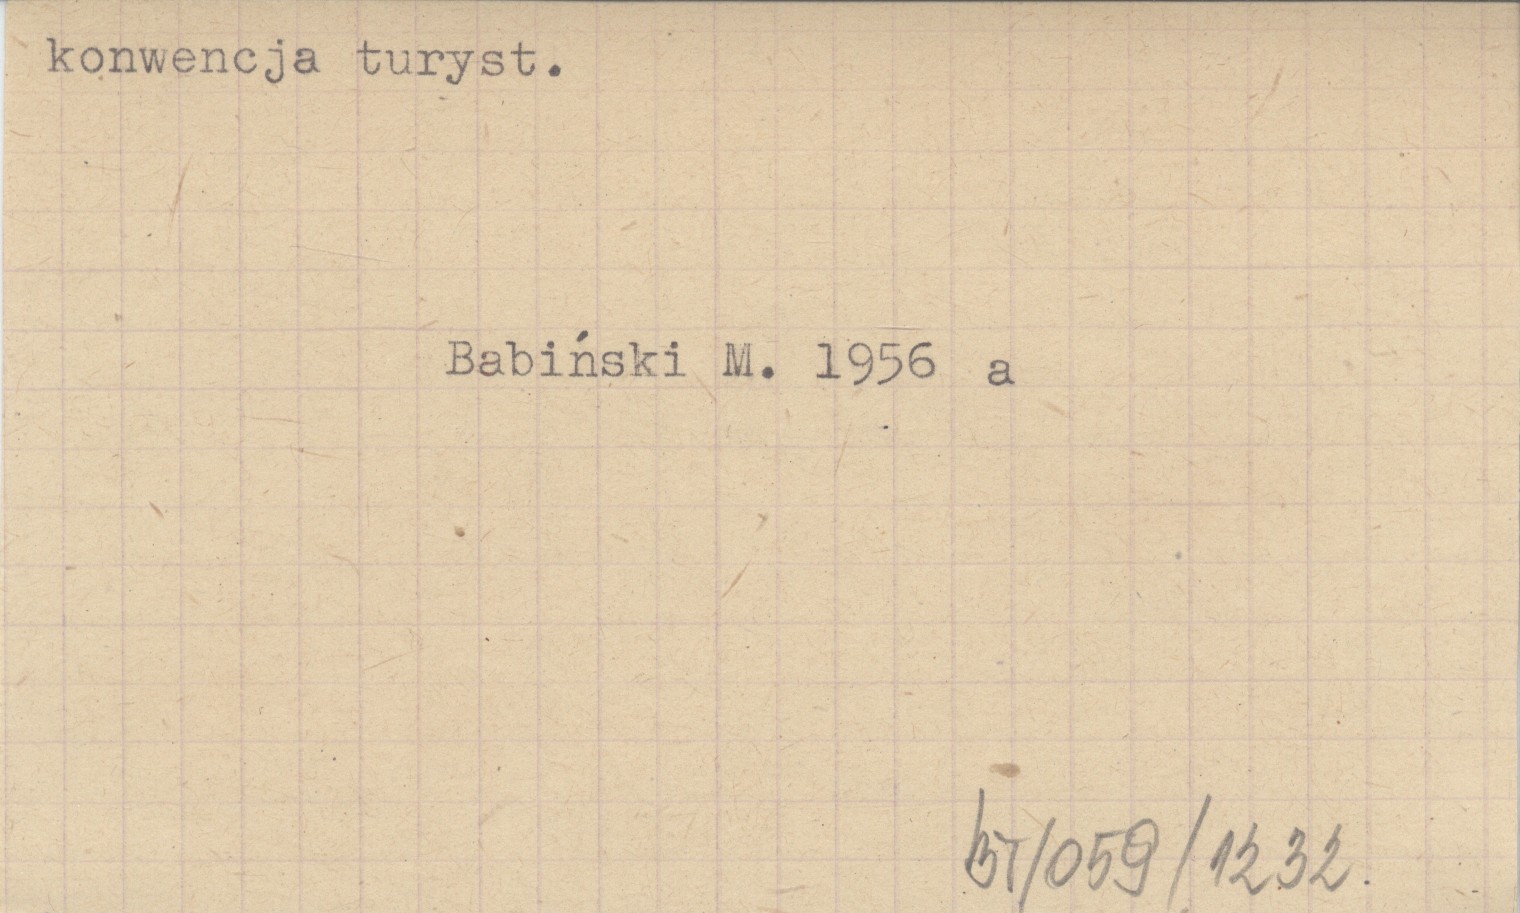 konwencja turyst.
Babiński M. 1956 a
BT/059/1232.